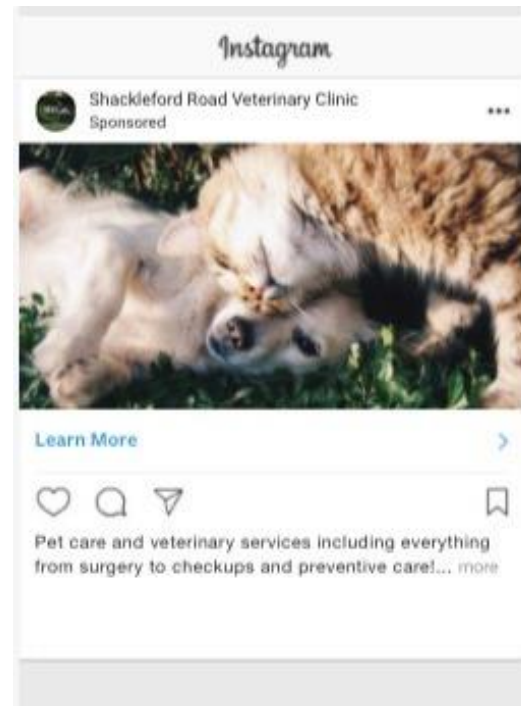 Instagram
Shackleford Road Veterinary Clinic
Sponsored
Learn More
Pet care and veterinary services including everything
from surgery to checkups and preventive care!... more